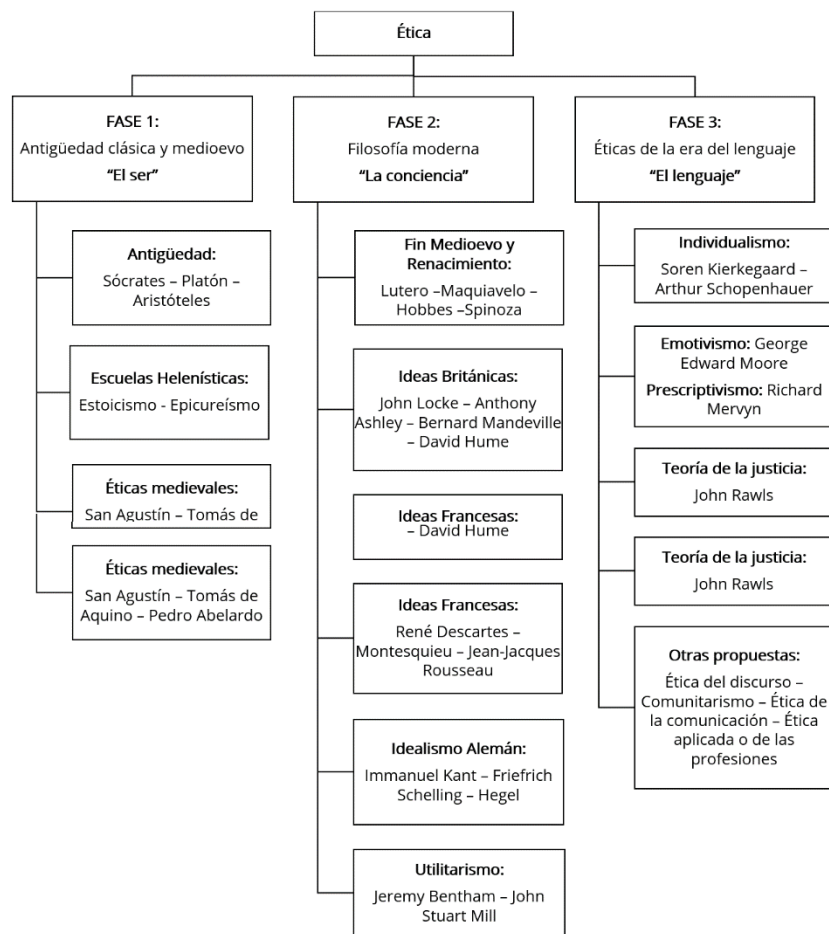 Ética
FASE 1:
Antigüedad clásica y medioevo
“El ser”
Antigüedad:
Sócrates – Platón –
Aristóteles
Escuelas Helenísticas:
Estoicismo - Epicureísmo
Éticas medievales:
San Agustín – Tomás de
Éticas medievales:
San Agustín – Tomás de
Aquino – Pedro Abelardo
FASE 2:
Filosofía moderna
“La conciencia”
Fin Medioevo y
Renacimiento:
Lutero –Maquiavelo –
Hobbes –Spinoza
Ideas Británicas:
John Locke – Anthony
Ashley – Bernard Mandeville
– David Hume
Ideas Francesas:
– David Hume
Ideas Francesas:
René Descartes –
Montesquieu – Jean-Jacques
Rousseau
Idealismo Alemán:
Immanuel Kant – Friefrich
Schelling – Hegel
Utilitarismo:
Jeremy Bentham – John
Stuart Mill
FASE 3:
Éticas de la era del lenguaje
“El lenguaje”
Individualismo:
Soren Kierkegaard –
Arthur Schopenhauer
Emotivismo: George
Edward Moore
Prescriptivismo: Richard
Mervyn
Teoría de la justicia:
John Rawls
Teoría de la justicia:
John Rawls
Otras propuestas:
Ética del discurso –
Comunitarismo – Ética de
la comunicación – Ética
aplicada o de las
profesiones